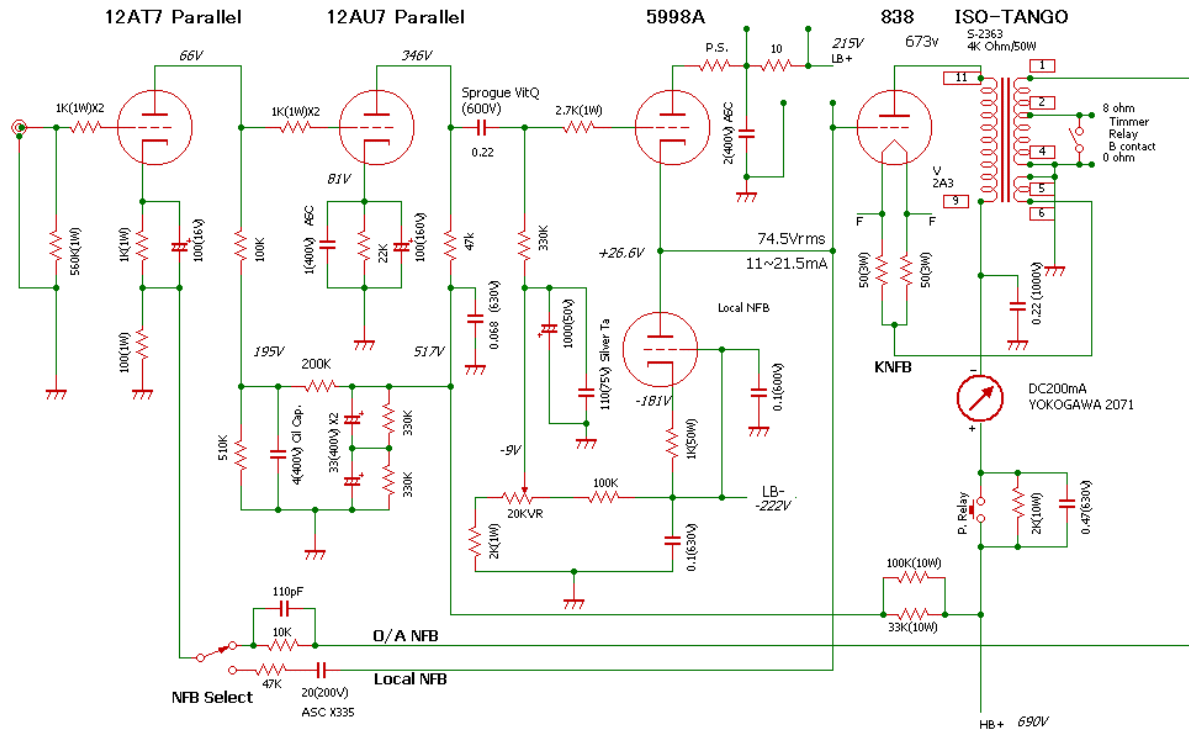 12AT7 Parallel
12AU7 Parallel
5998A
838
ISO-TANGO
S-2363
4K Ohm/50W
66V
346V
P.S.
10
215V
LB+
673v
11
1
2
4
5
6
9
8 ohm
Timmer
Relay
B contact
0 ohm
1K(1W)X2
1K(1W)X2
Sprogue VitQ
(600V)
0.22
2.7K(1W)
2(400V) ASC
81V
V
2A3
F
F
560K(1W)
1K(1W)
100(16V)
100K
1(400V) ASC
22K
100(160V)
47k
330K
+26.6V
74.5Vrms
11~21.5mA
50(3W)
50(3W)
0.22 (1000V)
100(1W)
0.068 (630V)
1000(50V)
110(75V) Silver Ta
Local NFB
0.1(600V)
KNFB
195V
200K
517V
-181V
-
DC200mA
YOKOGAWA 2071
+
510K
4(400V) Oil Cap.
33(400V) X2
330K
330K
-9V
1K(50W)
100K
20KVR
LB-
-222V
2K(1W)
0.1(630V)
P. Relay
2K(10W)
0.47(630V)
100K(10W)
33K(10W)
110pF
10K
O/A NFB
47K
20(200V)
ASC X335
Local NFB
NFB Select
HB+
690V